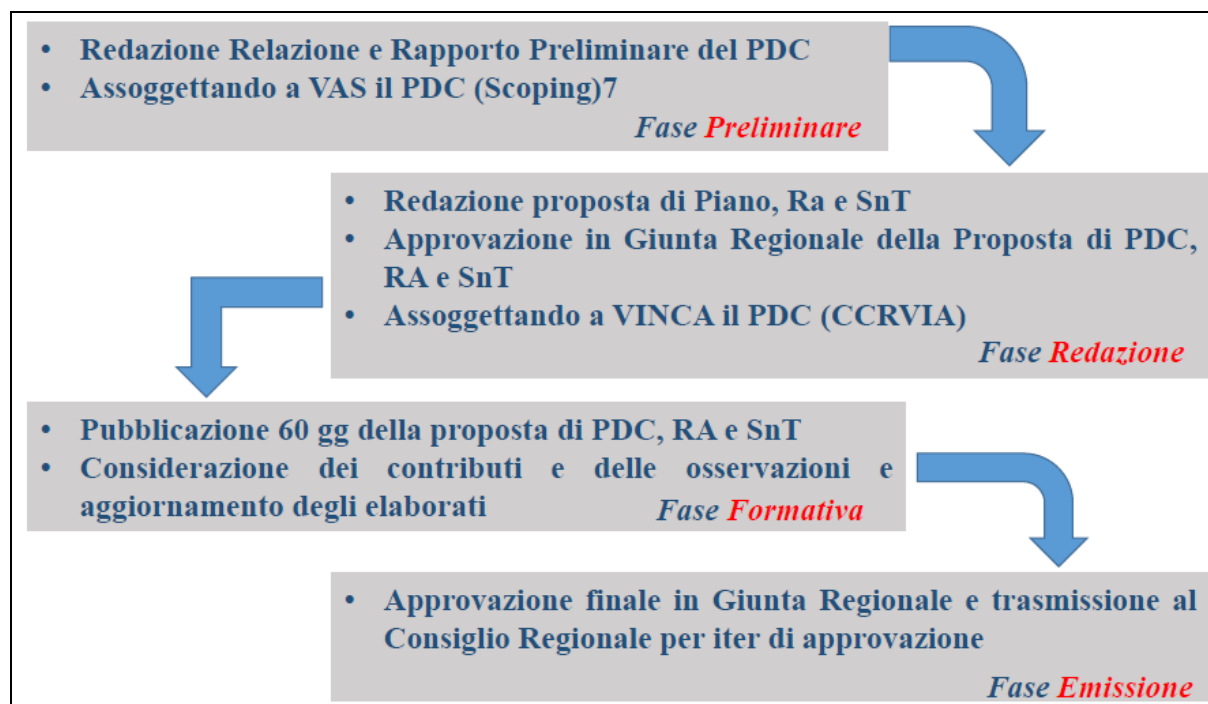 • Redazione Relazione e Rapporto Preliminare del PDC
• Assoggettando a VAS il PDC (Scoping)7
Fase Preliminare
• Redazione proposta di Piano, Ra e SnT
• Approvazione in Giunta Regionale della Proposta di PDC,
RA e SnT
• Assoggettando a VINCA il PDC (CCRVIA)
Fase Redazione
• Pubblicazione 60 gg della proposta di PDC, RA e SnT
• Considerazione dei contributi e delle osservazioni e
aggiornamento degli elaborati Fase Formativa
• Approvazione finale in Giunta Regionale e trasmissione al
Consiglio Regionale per iter di approvazione
Fase Emissione